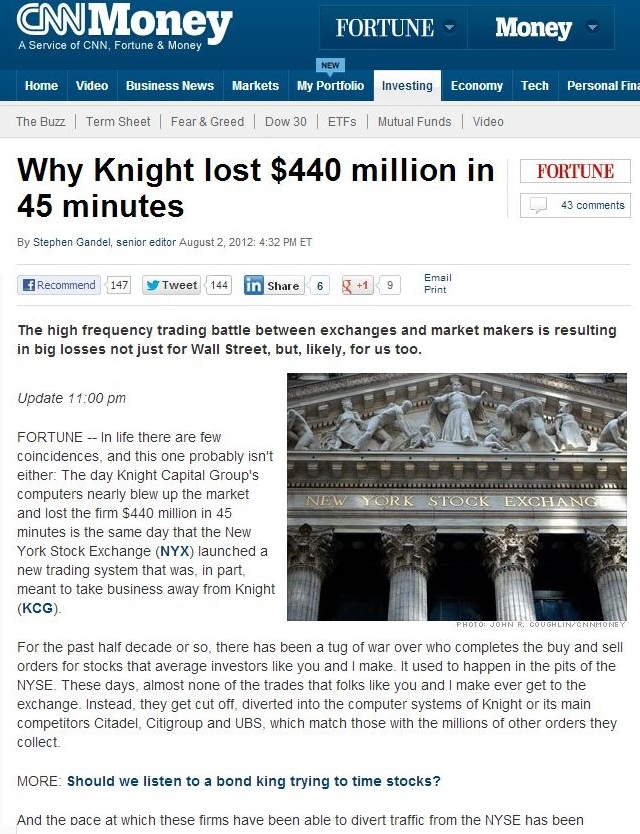 CNNMoney
A Service of CNN, Fortune & Money
FORTUNE
Money
NEW
Home Video Business News Markets My Portfolio Investing Economy Tech Personal Fina
The Buzz Term Sheet Fear & Greed Dow 30 ETFs Mutual Funds Video
Why Knight lost $440 million in
45 minutes
FORTUNE
43 comments
By Stephen Gandel, senior editor August 2, 2012: 4:32 PM ET
Recommend 147 Tweet 144 Share 6 +1 9
Email
Print
The high frequency trading battle between exchanges and market makers is resulting
in big losses not just for Wall Street, but, likely, for us too.
Update 11:00 pm
FORTUNE -- In life there are few
coincidences, and this one probably isn't
either: The day Knight Capital Group's
computers nearly blew up the market
and lost the firm $440 million in 45
minutes is the same day that the New
York Stock Exchange (NYX) launched a
new trading system that was, in part,
meant to take business away from Knight
(KCG).
NEW YORK STOCK EXCHANG
PHOTO: JOHN R. COUGHLIN/CNNMONEY
For the past half decade or so, there has been a tug of war over who completes the buy and sell
orders for stocks that average investors like you and I make. It used to happen in the pits of the
NYSE. These days, almost none of the trades that folks like you and I make ever get to the
exchange. Instead, they get cut off, diverted into the computer systems of Knight or its main
competitors Citadel, Citigroup and UBS, which match those with the millions of other orders they
collect.
MORE: Should we listen to a bond king trying to time stocks?
And the pace at which these firms have been able to divert traffic from the NYSE has been